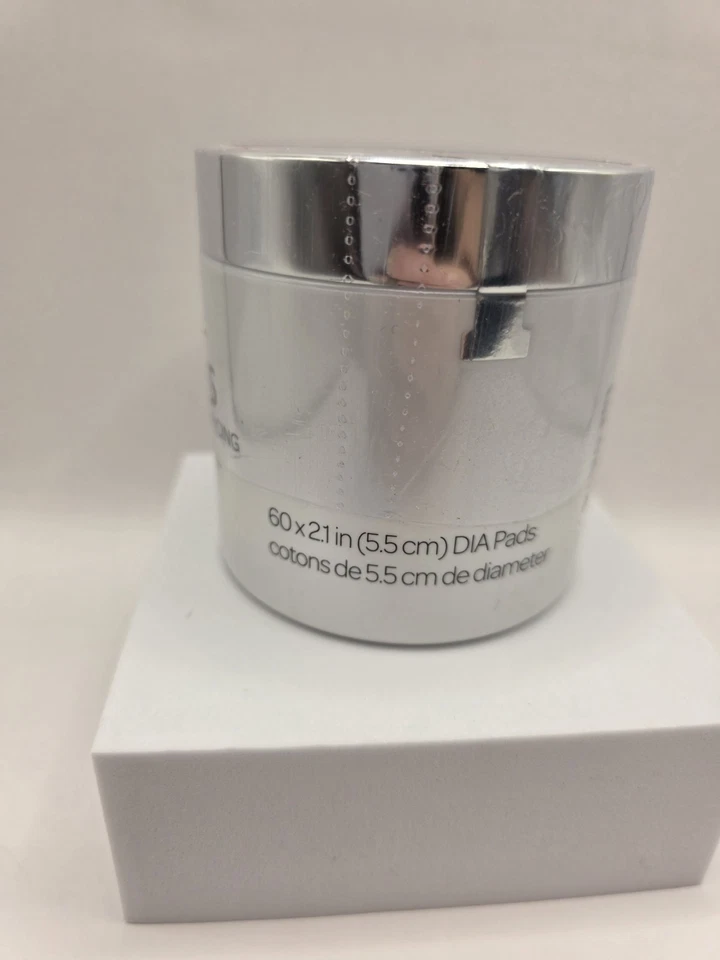 60 x 2.1 in (5.5 cm) DIA Pads
cotons de 5.5 cm de diameter